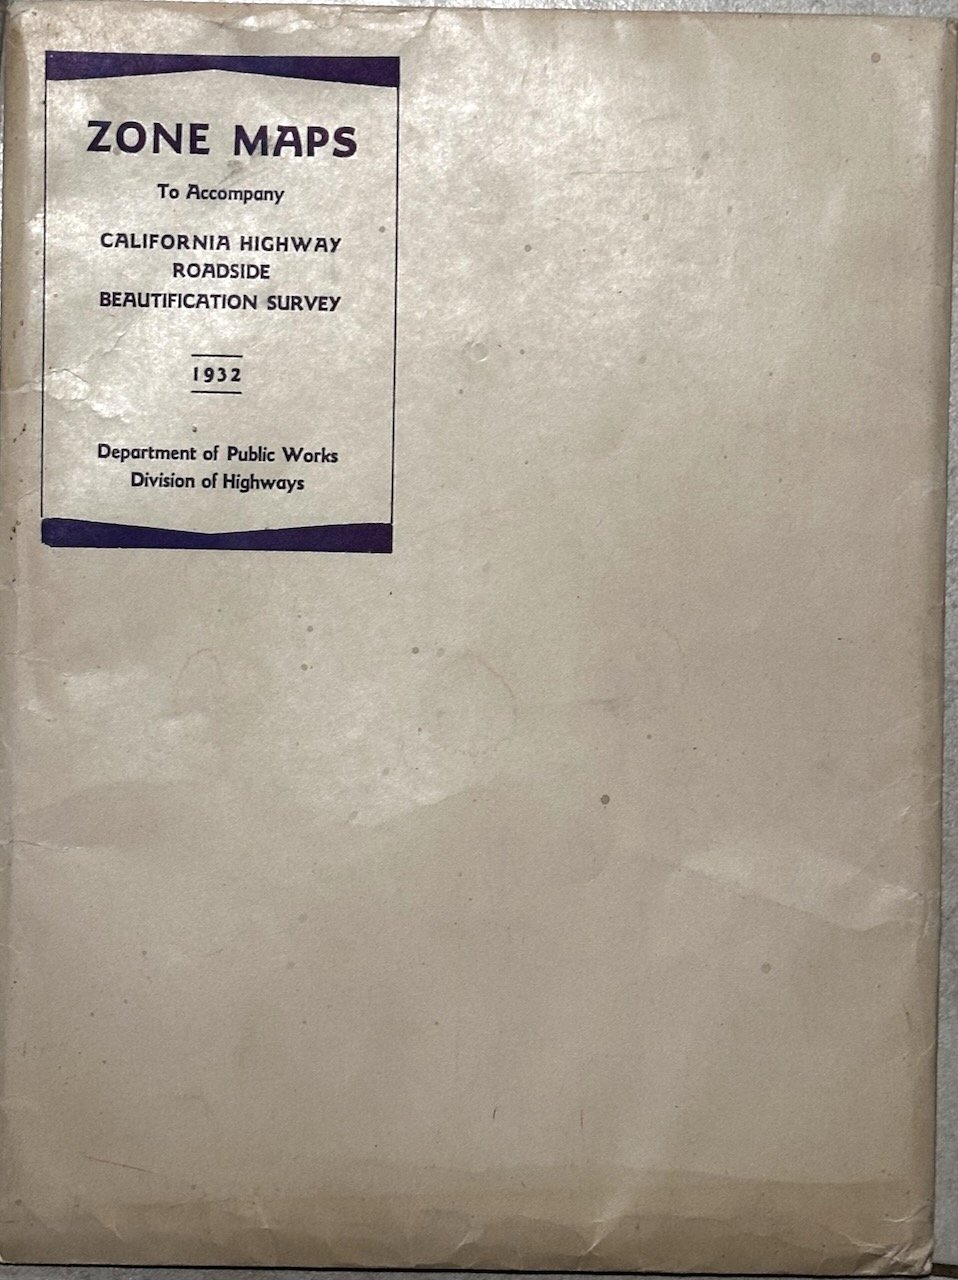 ZONE MAPS
To Accompany
CALIFORNIA HIGHWAY
ROADSIDE
BEAUTIFICATION SURVEY
1932
Department of Public Works
Division of Highways